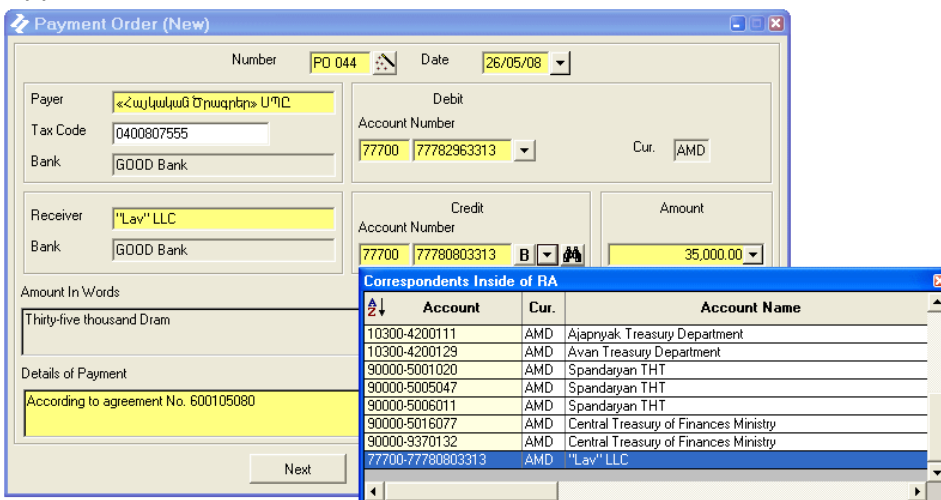 Payment Order (New)
Number PO 044 Date 26/05/08
Payer «Հայկական Ծրագրեր» ՍՊԸ
Tax Code 0400807555
Bank GOOD Bank
Debit
Account Number
77700 77782963313 Cur. AMD
Receiver "Lav" LLC
Bank GOOD Bank
Credit
Account Number
77700 77780803313 B
Amount
35,000.00
Amount In Words
Thirty-five thousand Dram
Details of Payment
According to agreement No. 600105080
Next
Correspondents Inside of RA
AZ Account Cur. Account Name
10300-4200111 AMD Ajapnyak Treasury Department
10300-4200129 AMD Avan Treasury Department
90000-5001020 AMD Spandaryan THT
90000-5005047 AMD Spandaryan THT
90000-5006011 AMD Spandaryan THT
90000-5016077 AMD Central Treasury of Finances Ministry
90000-9370132 AMD Central Treasury of Finances Ministry
77700-77780803313 AMD "Lav" LLC